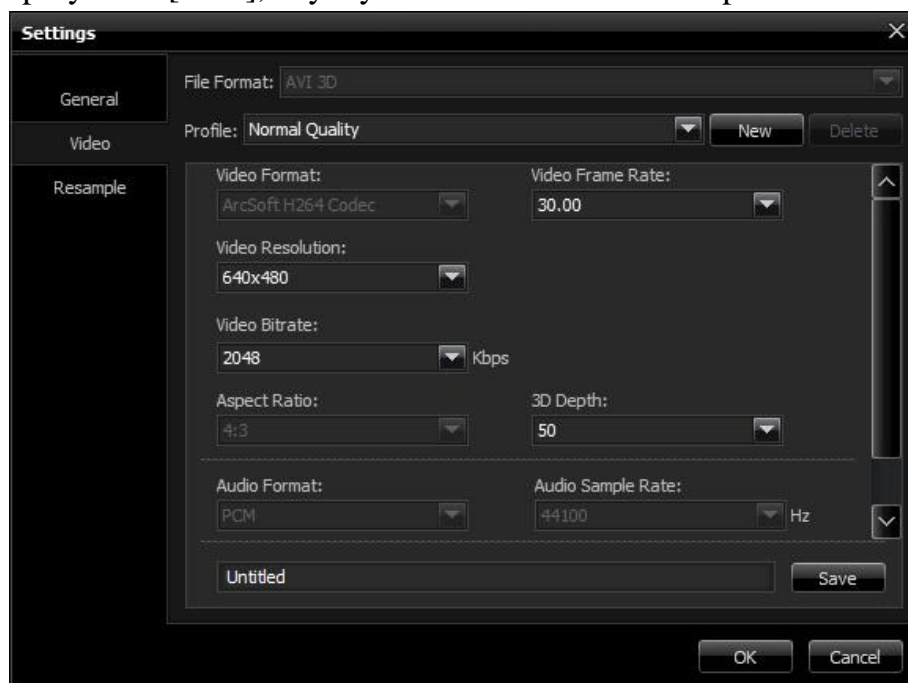 Settings
General
Video
Resample
File Format: AVI 3D
Profile: Normal Quality New Delete
Video Format: Video Frame Rate:
ArcSoft H264 Codec 30.00
Video Resolution:
640x480
Video Bitrate:
2048 Kbps
Aspect Ratio: 3D Depth:
4:3 50
Audio Format: Audio Sample Rate:
PCM 44100 Hz
Untitled Save
OK Cancel